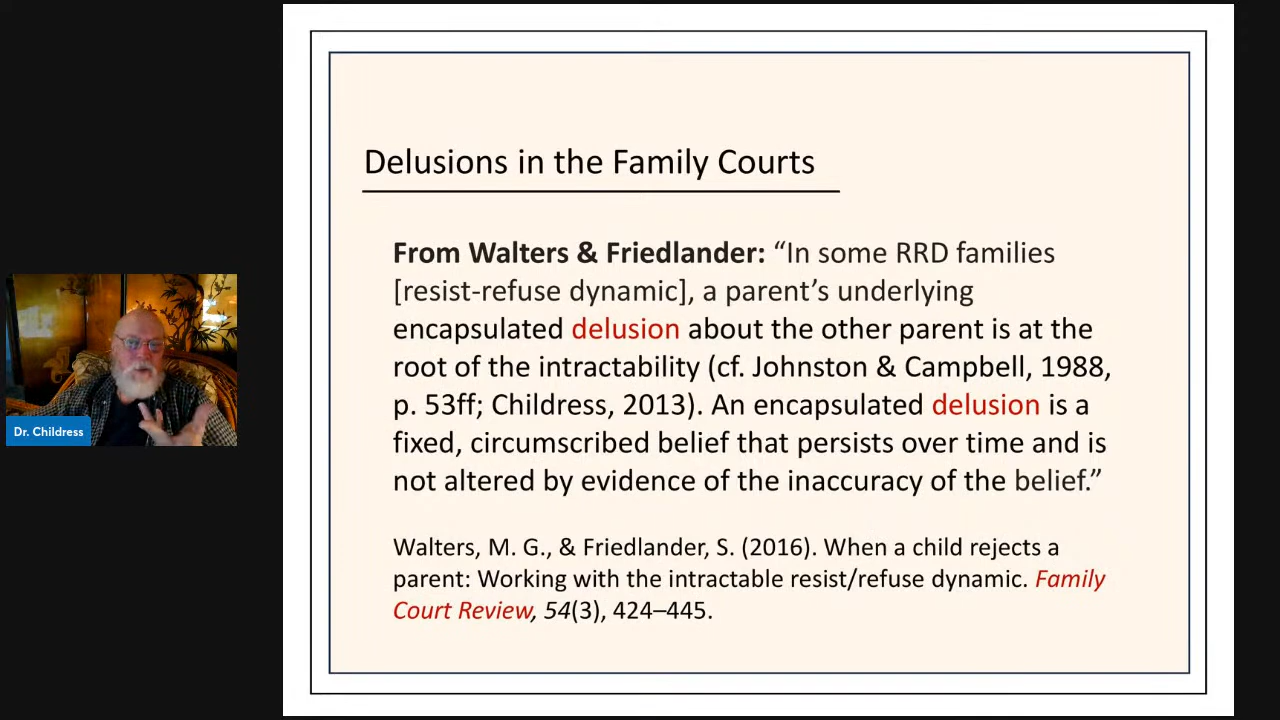 Delusions in the Family Courts
From Walters & Friedlander: “In some RRD families
[resist-refuse dynamic], a parent’s underlying
encapsulated delusion about the other parent is at the
root of the intractability (cf. Johnston & Campbell, 1988,
p. 53ff; Childress, 2013). An encapsulated delusion is a
fixed, circumscribed belief that persists over time and is
not altered by evidence of the inaccuracy of the belief.”
Walters, M. G., & Friedlander, S. (2016). When a child rejects a
parent: Working with the intractable resist/refuse dynamic. Family
Court Review, 54(3), 424–445.
Dr. Childress